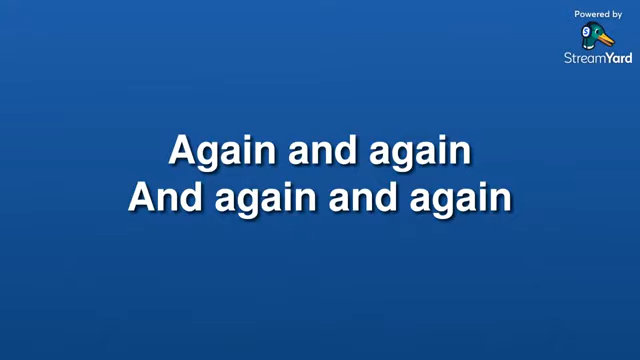 Powered by
StreamYard
Again and again
And again and again